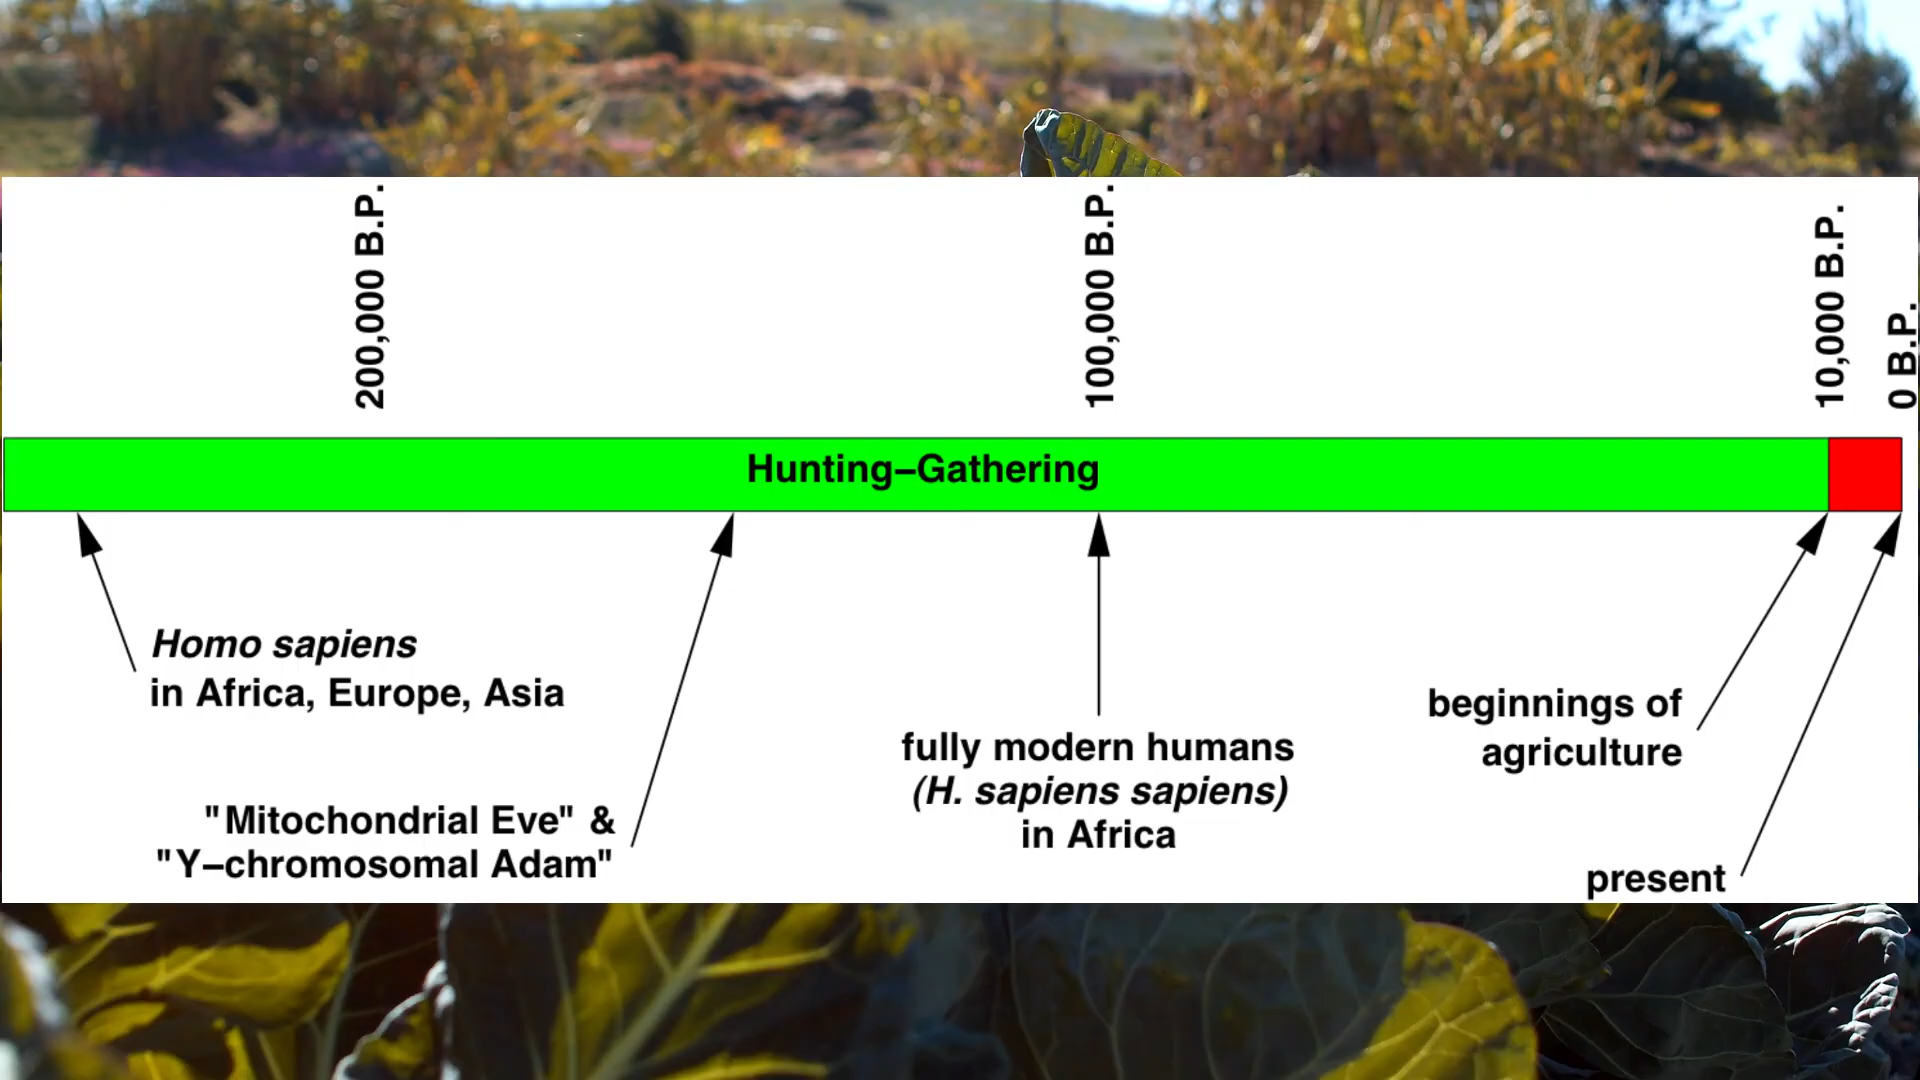 200,000 B.P.
100,000 B.P.
10,000 B.P.
0 B.P.
Hunting–Gathering
Homo sapiens
in Africa, Europe, Asia
"Mitochondrial Eve" &
"Y–chromosomal Adam"
fully modern humans
(H. sapiens sapiens)
in Africa
beginnings of
agriculture
present